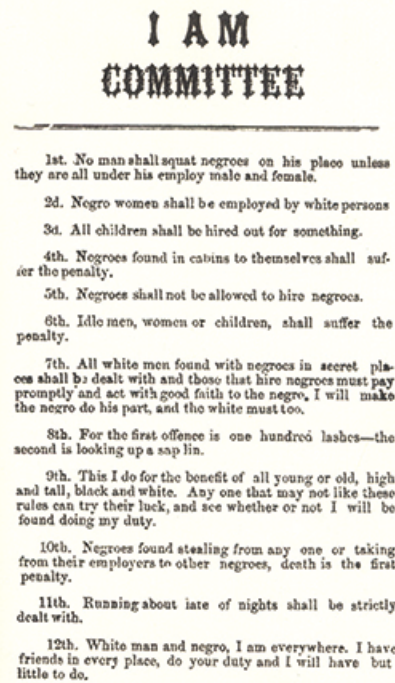 I AM
COMMITTEE
1st. No man shall squat negroes on his place unless
they are all under his employ male and female.
2d. Negro women shall be employed by white persons
3d. All children shall be hired out for something.
4th. Negroes found in cabins to themselves shall suf-
fer the penalty.
5th. Negroes shall not be allowed to hire negroes.
6th. Idle men, women or children, shall suffer the
penalty.
7th. All white men found with negroes in secret pla-
ces shall be dealt with and those that hire negroes must pay
promptly and act with good faith to the negro. I will make
the negro do his part, and the white must too.
8th. For the first offence is one hundred lashes—the
second is looking up a sap lin.
9th. This I do for the benefit of all young or old, high
and tall, black and white. Any one that may not like these
rules can try their luck, and see whether or not I will be
found doing my duty.
10th. Negroes found stealing from any one or taking
from their employers to other negroes, death is the first
penalty.
11th. Running about late of nights shall be strictly
dealt with.
12th. White man and negro, I am everywhere. I have
friends in every place, do your duty and I will have but
little to do.